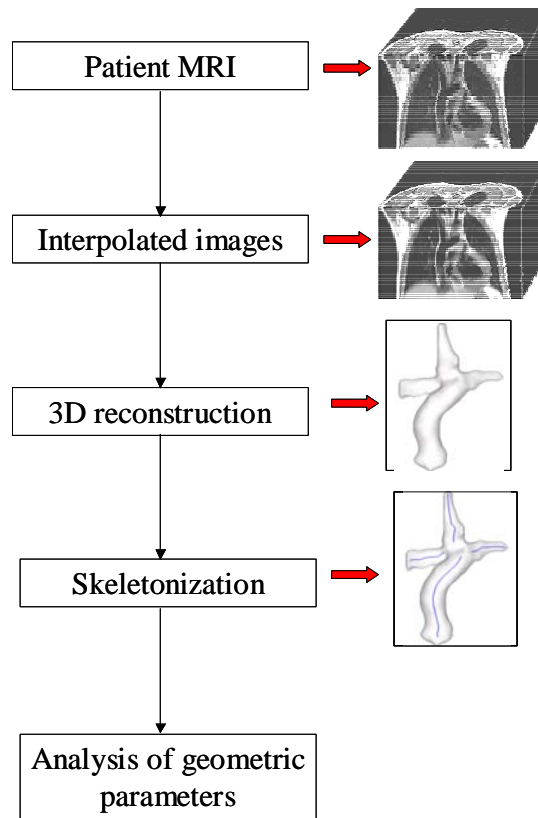 Patient MRI
Interpolated images
3D reconstruction
Skeletonization
Analysis of geometric
parameters